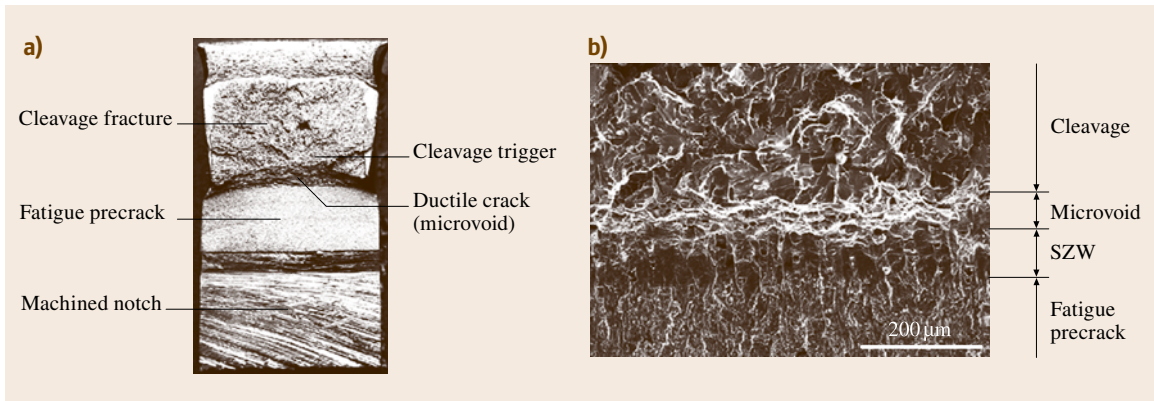 a)
Cleavage fracture
Fatigue precrack
Machined notch
Cleavage trigger
Ductile crack
(microvoid)
b)
200 μm
Cleavage
Microvoid
SZW
Fatigue
precrack